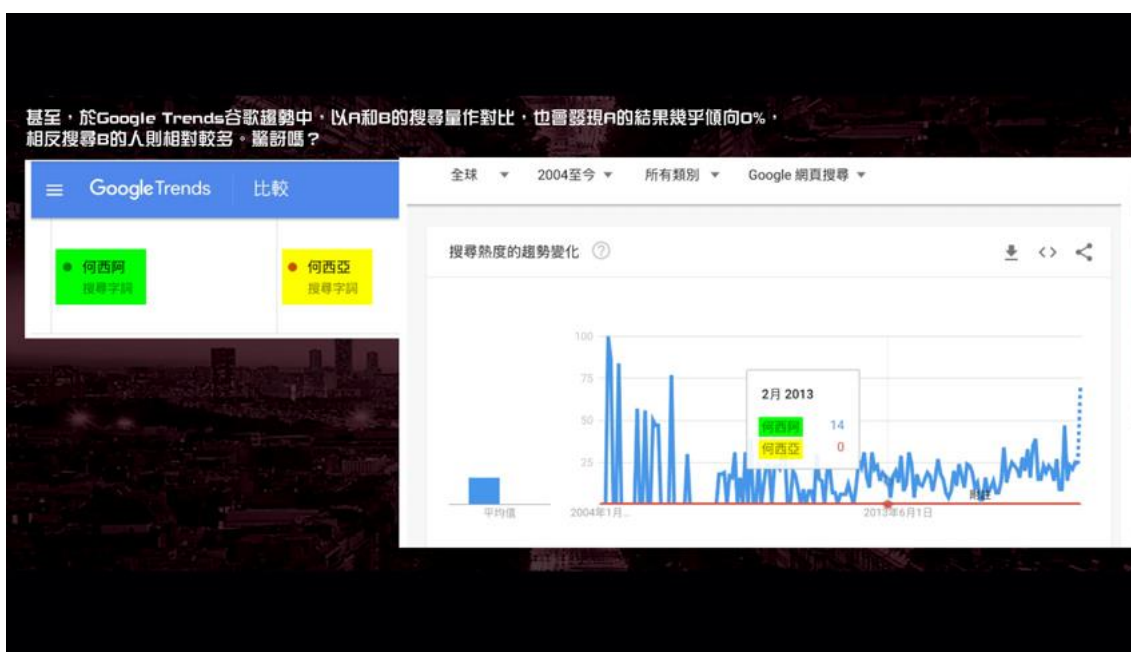 甚至，於Google Trends谷歌趨勢中，以A和B的搜尋量作對比，也會發現A的結果幾乎傾向0%，
相反搜尋B的人則相對較多。驚訝嗎？
Google Trends 比較
何西阿
搜尋字詞
何西亞
搜尋字詞
全球 2004至今 所有類別 Google 網頁搜尋
搜尋熱度的趨勢變化
100
75
50
25
2月 2013
何西阿 14
何西亞 0
附註
平均值
2004年1月...
2013年6月1日